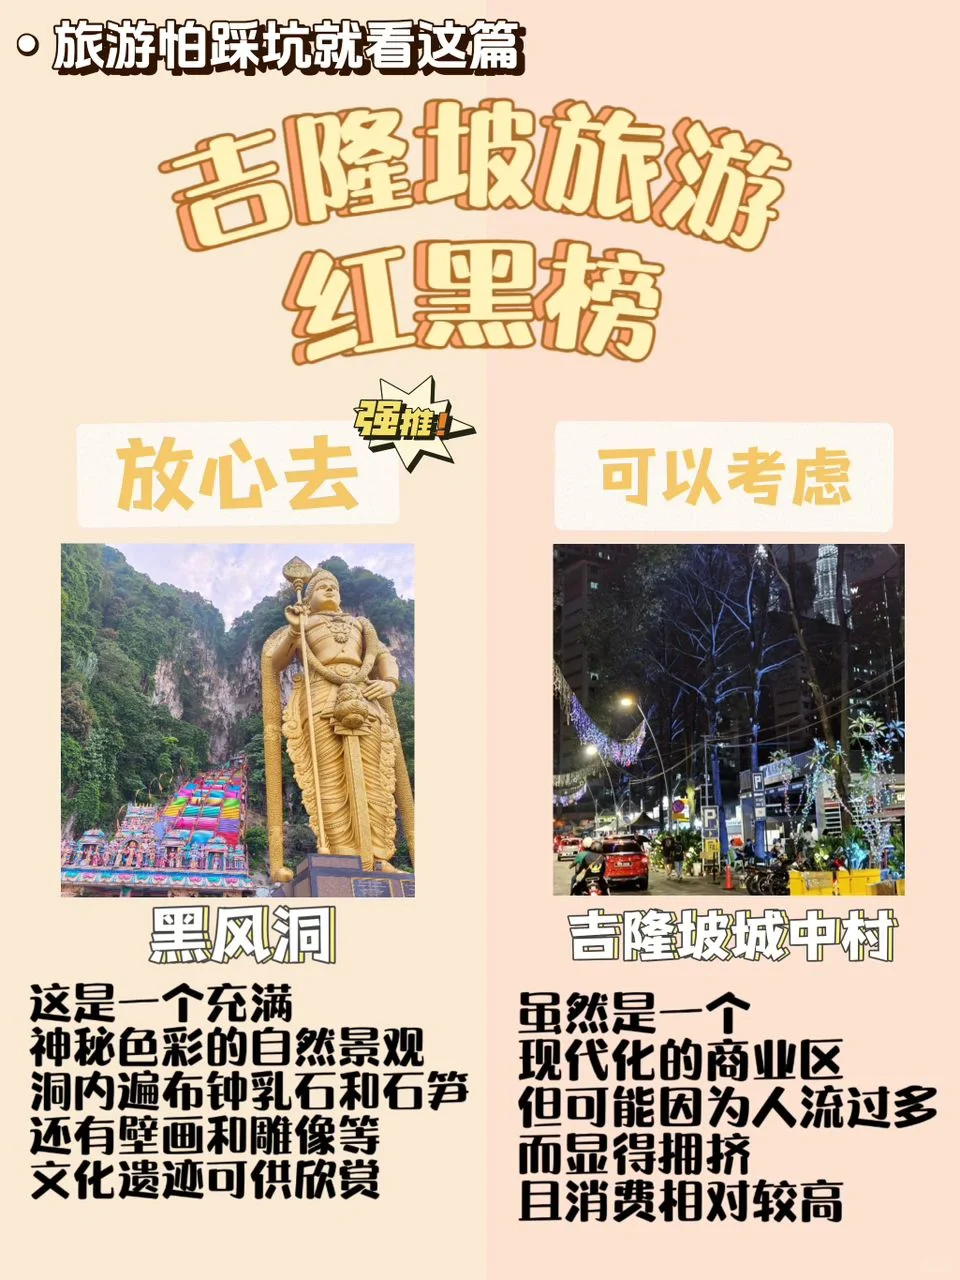 旅游怕踩坑就看这篇
吉隆坡旅游
红黑榜
强推!
放心去
可以考虑
P
P
黑风洞
吉隆坡城中村
这是一个充满
神秘色彩的自然景观
洞内遍布钟乳石和石笋
还有壁画和雕像等
文化遗迹可供欣赏
虽然是一个
现代化的商业区
但可能因为人流过多
而显得拥挤
且消费相对较高